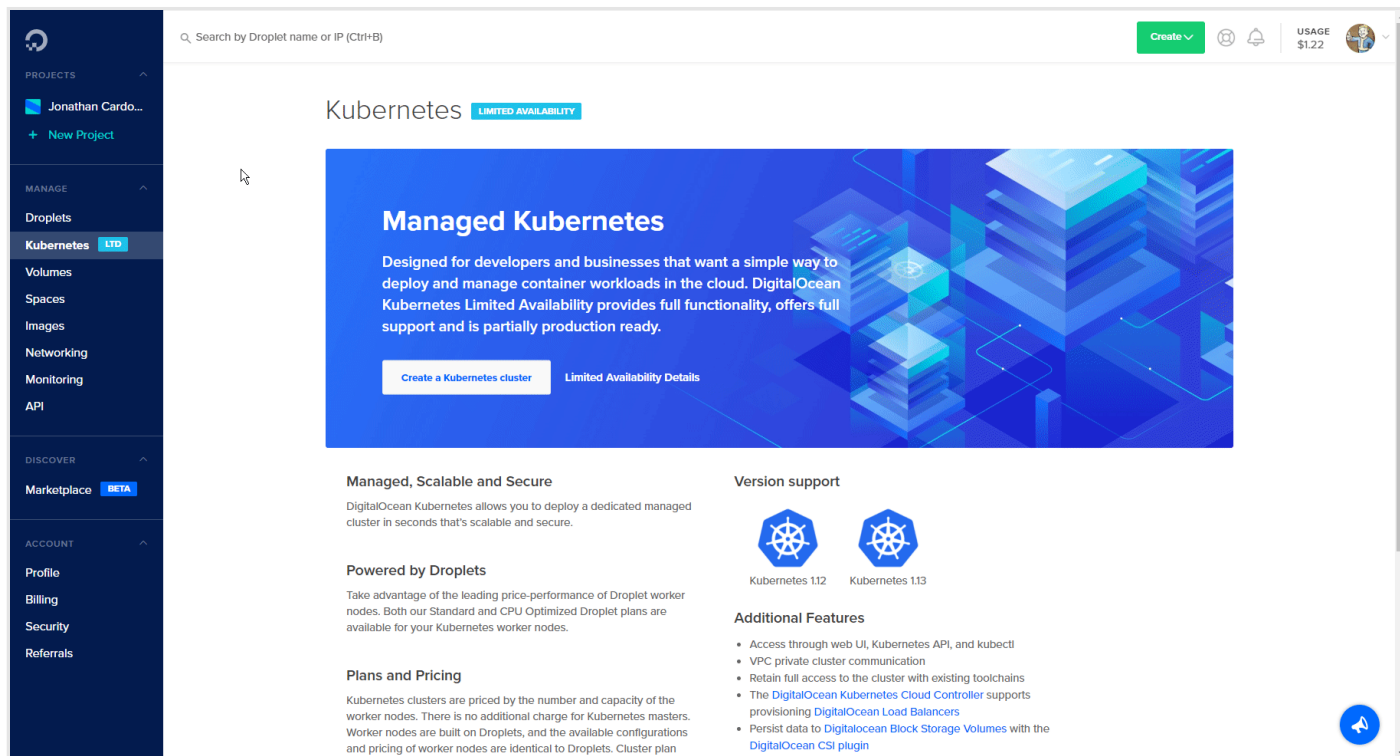 Search by Droplet name or IP (Ctrl+B)
Create
USAGE
$1.22
PROJECTS
Jonathan Cardo...
+ New Project
MANAGE
Droplets
Kubernetes LTD
Volumes
Spaces
Images
Networking
Monitoring
API
DISCOVER
Marketplace BETA
ACCOUNT
Profile
Billing
Security
Referrals
Kubernetes LIMITED AVAILABILITY
Managed Kubernetes
Designed for developers and businesses that want a simple way to
deploy and manage container workloads in the cloud. DigitalOcean
Kubernetes Limited Availability provides full functionality, offers full
support and is partially production ready.
Create a Kubernetes cluster
Limited Availability Details
Managed, Scalable and Secure
DigitalOcean Kubernetes allows you to deploy a dedicated managed
cluster in seconds that's scalable and secure.
Powered by Droplets
Take advantage of the leading price-performance of Droplet worker
nodes. Both our Standard and CPU Optimized Droplet plans are
available for your Kubernetes worker nodes.
Plans and Pricing
Kubernetes clusters are priced by the number and capacity of the
worker nodes. There is no additional charge for Kubernetes masters.
Worker nodes are built on Droplets, and the available configurations
and pricing of worker nodes are identical to Droplets. Cluster plan
Version support
Kubernetes 1.12
Kubernetes 1.13
Additional Features
• Access through web UI, Kubernetes API, and kubectl
• VPC private cluster communication
• Retain full access to the cluster with existing toolchains
• The DigitalOcean Kubernetes Cloud Controller supports
provisioning DigitalOcean Load Balancers
• Persist data to Digitalocean Block Storage Volumes with the
DigitalOcean CSI plugin